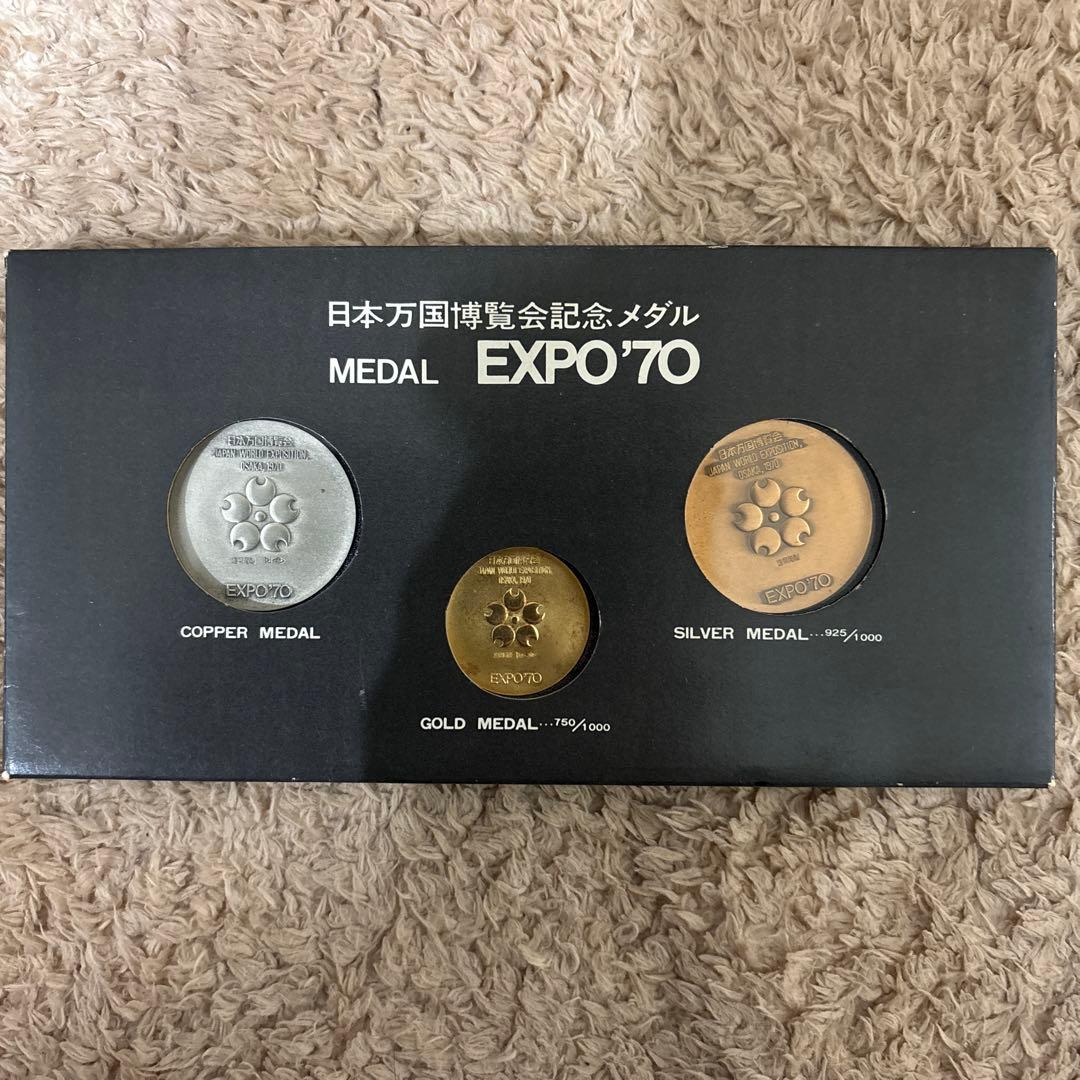 日本万国博覧会記念メダル
MEDAL EXPO'70
日本万国博覧会
JAPAN WORLD EXPOSITION,
OSAKA, 1970
EXPO'70
COPPER MEDAL
日本万国博覧会
JAPAN WORLD EXPOSITION,
OSAKA, 1970
EXPO'70
GOLD MEDAL...750/1000
日本万国博覧会
JAPAN WORLD EXPOSITION,
OSAKA, 1970
EXPO'70
SILVER MEDAL...925/1000